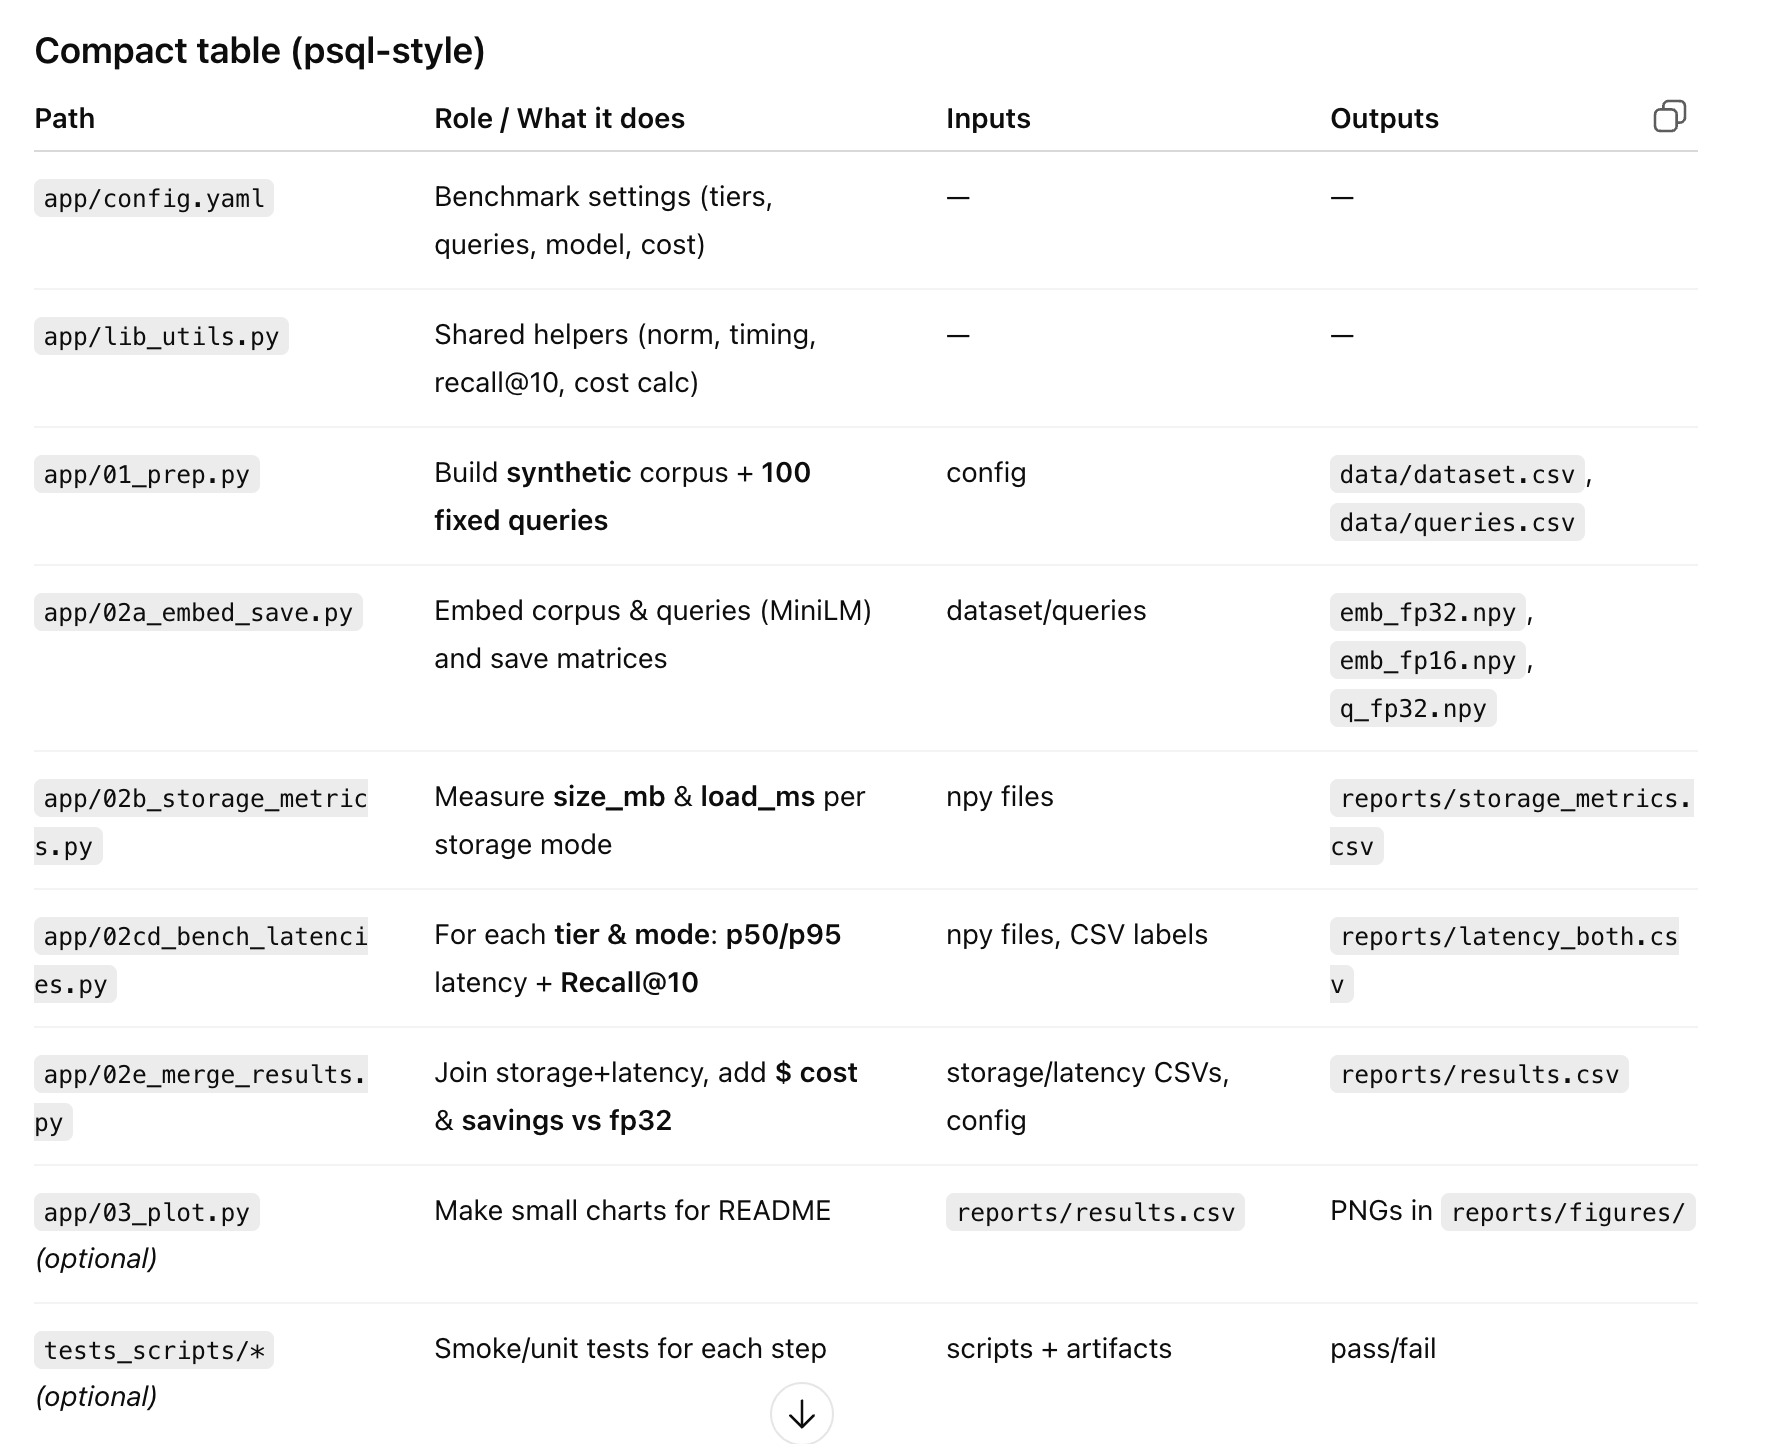 Compact table (psql-style)
Path Role / What it does Inputs Outputs
app/config.yaml Benchmark settings (tiers, — —
queries, model, cost)
app/lib_utils.py Shared helpers (norm, timing, — —
recall@10, cost calc)
app/01_prep.py Build synthetic corpus + 100 config data/dataset.csv,
fixed queries data/queries.csv
app/02a_embed_save.py Embed corpus & queries (MiniLM) dataset/queries emb_fp32.npy,
and save matrices emb_fp16.npy,
q_fp32.npy
app/02b_storage_metric Measure size_mb & load_ms per npy files reports/storage_metrics.
s.py storage mode csv
app/02cd_bench_latenci For each tier & mode: p50/p95 npy files, CSV labels reports/latency_both.cs
es.py latency + Recall@10 v
app/02e_merge_results. Join storage+latency, add $ cost storage/latency CSVs, reports/results.csv
py & savings vs fp32 config
app/03_plot.py Make small charts for README reports/results.csv PNGs in reports/figures/
(optional)
tests_scripts/* Smoke/unit tests for each step scripts + artifacts pass/fail
(optional)